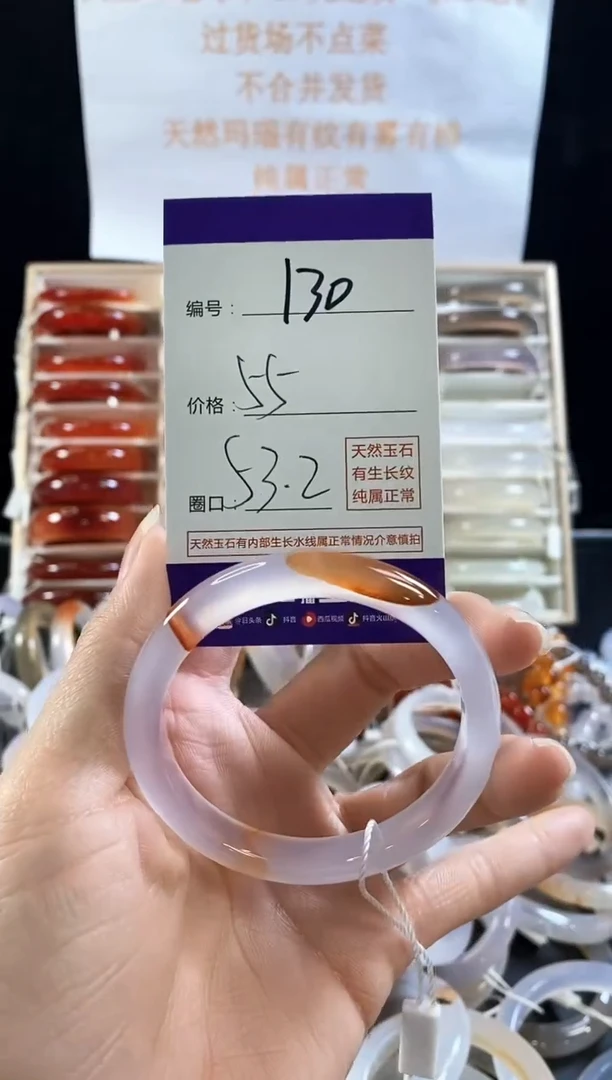 过货场不点菜
不合并发货
天然玛瑙有纹有雾有棉
纯属正常
编号：130
价格：55
圈口：53.2
天然玉石
有生长纹
纯属正常
天然玉石有内部生长水线属正常情况介意慎拍
日头条 抖音 西瓜视频 抖音火山